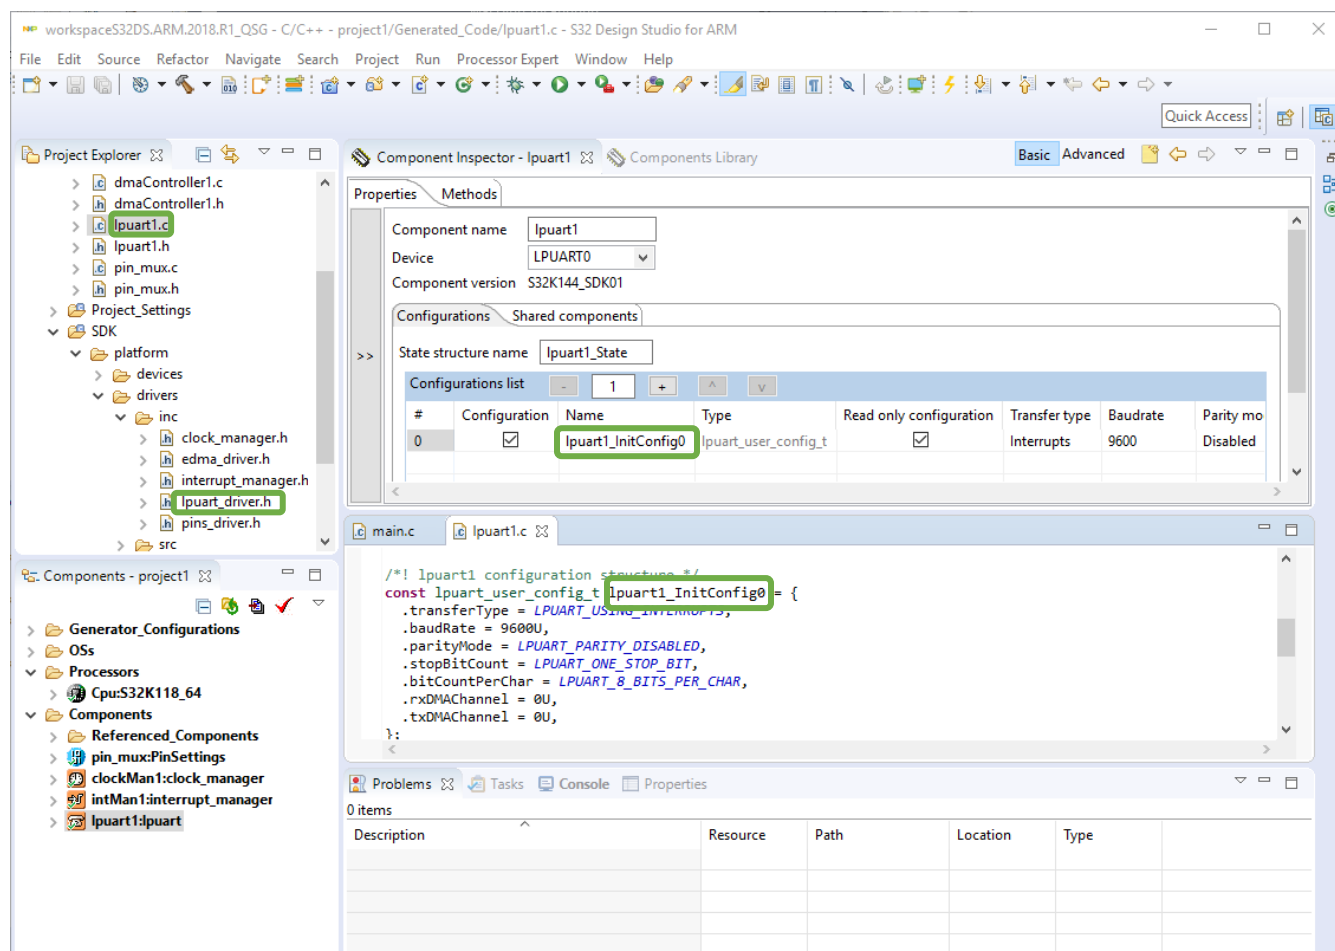 workspaceS32DS.ARM.2018.R1_QSG - C/C++ - project1/Generated_Code/lpuart1.c - S32 Design Studio for ARM
File Edit Source Refactor Navigate Search Project Run Processor Expert Window Help
Quick Access
Project Explorer
dmaController1.c
dmaController1.h
lpuart1.c
lpuart1.h
pin_mux.c
pin_mux.h
Project_Settings
SDK
platform
devices
drivers
inc
clock_manager.h
edma_driver.h
interrupt_manager.h
lpuart_driver.h
pins_driver.h
src
Components - project1
Generator_Configurations
OSs
Processors
Cpu:S32K118_64
Components
Referenced_Components
pin_mux:PinSettings
clockMan1:clock_manager
intMan1:interrupt_manager
lpuart1:lpuart
Component Inspector - lpuart1 Components Library Basic Advanced
Properties Methods
>>
Component name lpuart1
Device LPUART0
Component version S32K144_SDK01
Configurations Shared components
State structure name lpuart1_State
Configurations list - 1 + ^ v
# Configuration Name Type Read only configuration Transfer type Baudrate Parity mo
0 lpuart1_InitConfig0 lpuart_user_config_t Interrupts 9600 Disabled
main.c lpuart1.c
/*! lpuart1 configuration structure */
const lpuart_user_config_t lpuart1_InitConfig0 = {
.transferType = LPUART_USING_INTERRUPTS,
.baudRate = 9600U,
.parityMode = LPUART_PARITY_DISABLED,
.stopBitCount = LPUART_ONE_STOP_BIT,
.bitCountPerChar = LPUART_8_BITS_PER_CHAR,
.rxDMAChannel = 0U,
.txDMAChannel = 0U,
};
Problems Tasks Console Properties
0 items
Description Resource Path Location Type